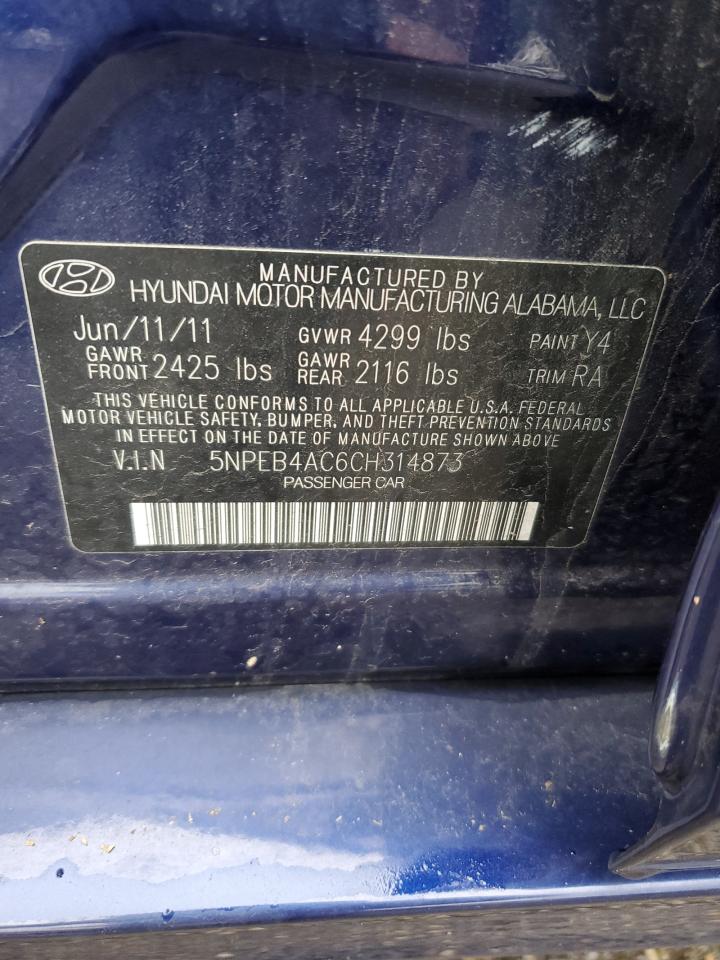 MANUFACTURED BY
HYUNDAI MOTOR MANUFACTURING ALABAMA, LLC
Jun/11/11 GVWR 4299 lbs PAINT Y4
GAWR FRONT 2425 lbs GAWR REAR 2116 lbs TRIM RA
THIS VEHICLE CONFORMS TO ALL APPLICABLE U.S.A. FEDERAL
MOTOR VEHICLE SAFETY, BUMPER, AND THEFT PREVENTION STANDARDS
IN EFFECT ON THE DATE OF MANUFACTURE SHOWN ABOVE
V.I.N 5NPEB4AC6CH314873
PASSENGER CAR